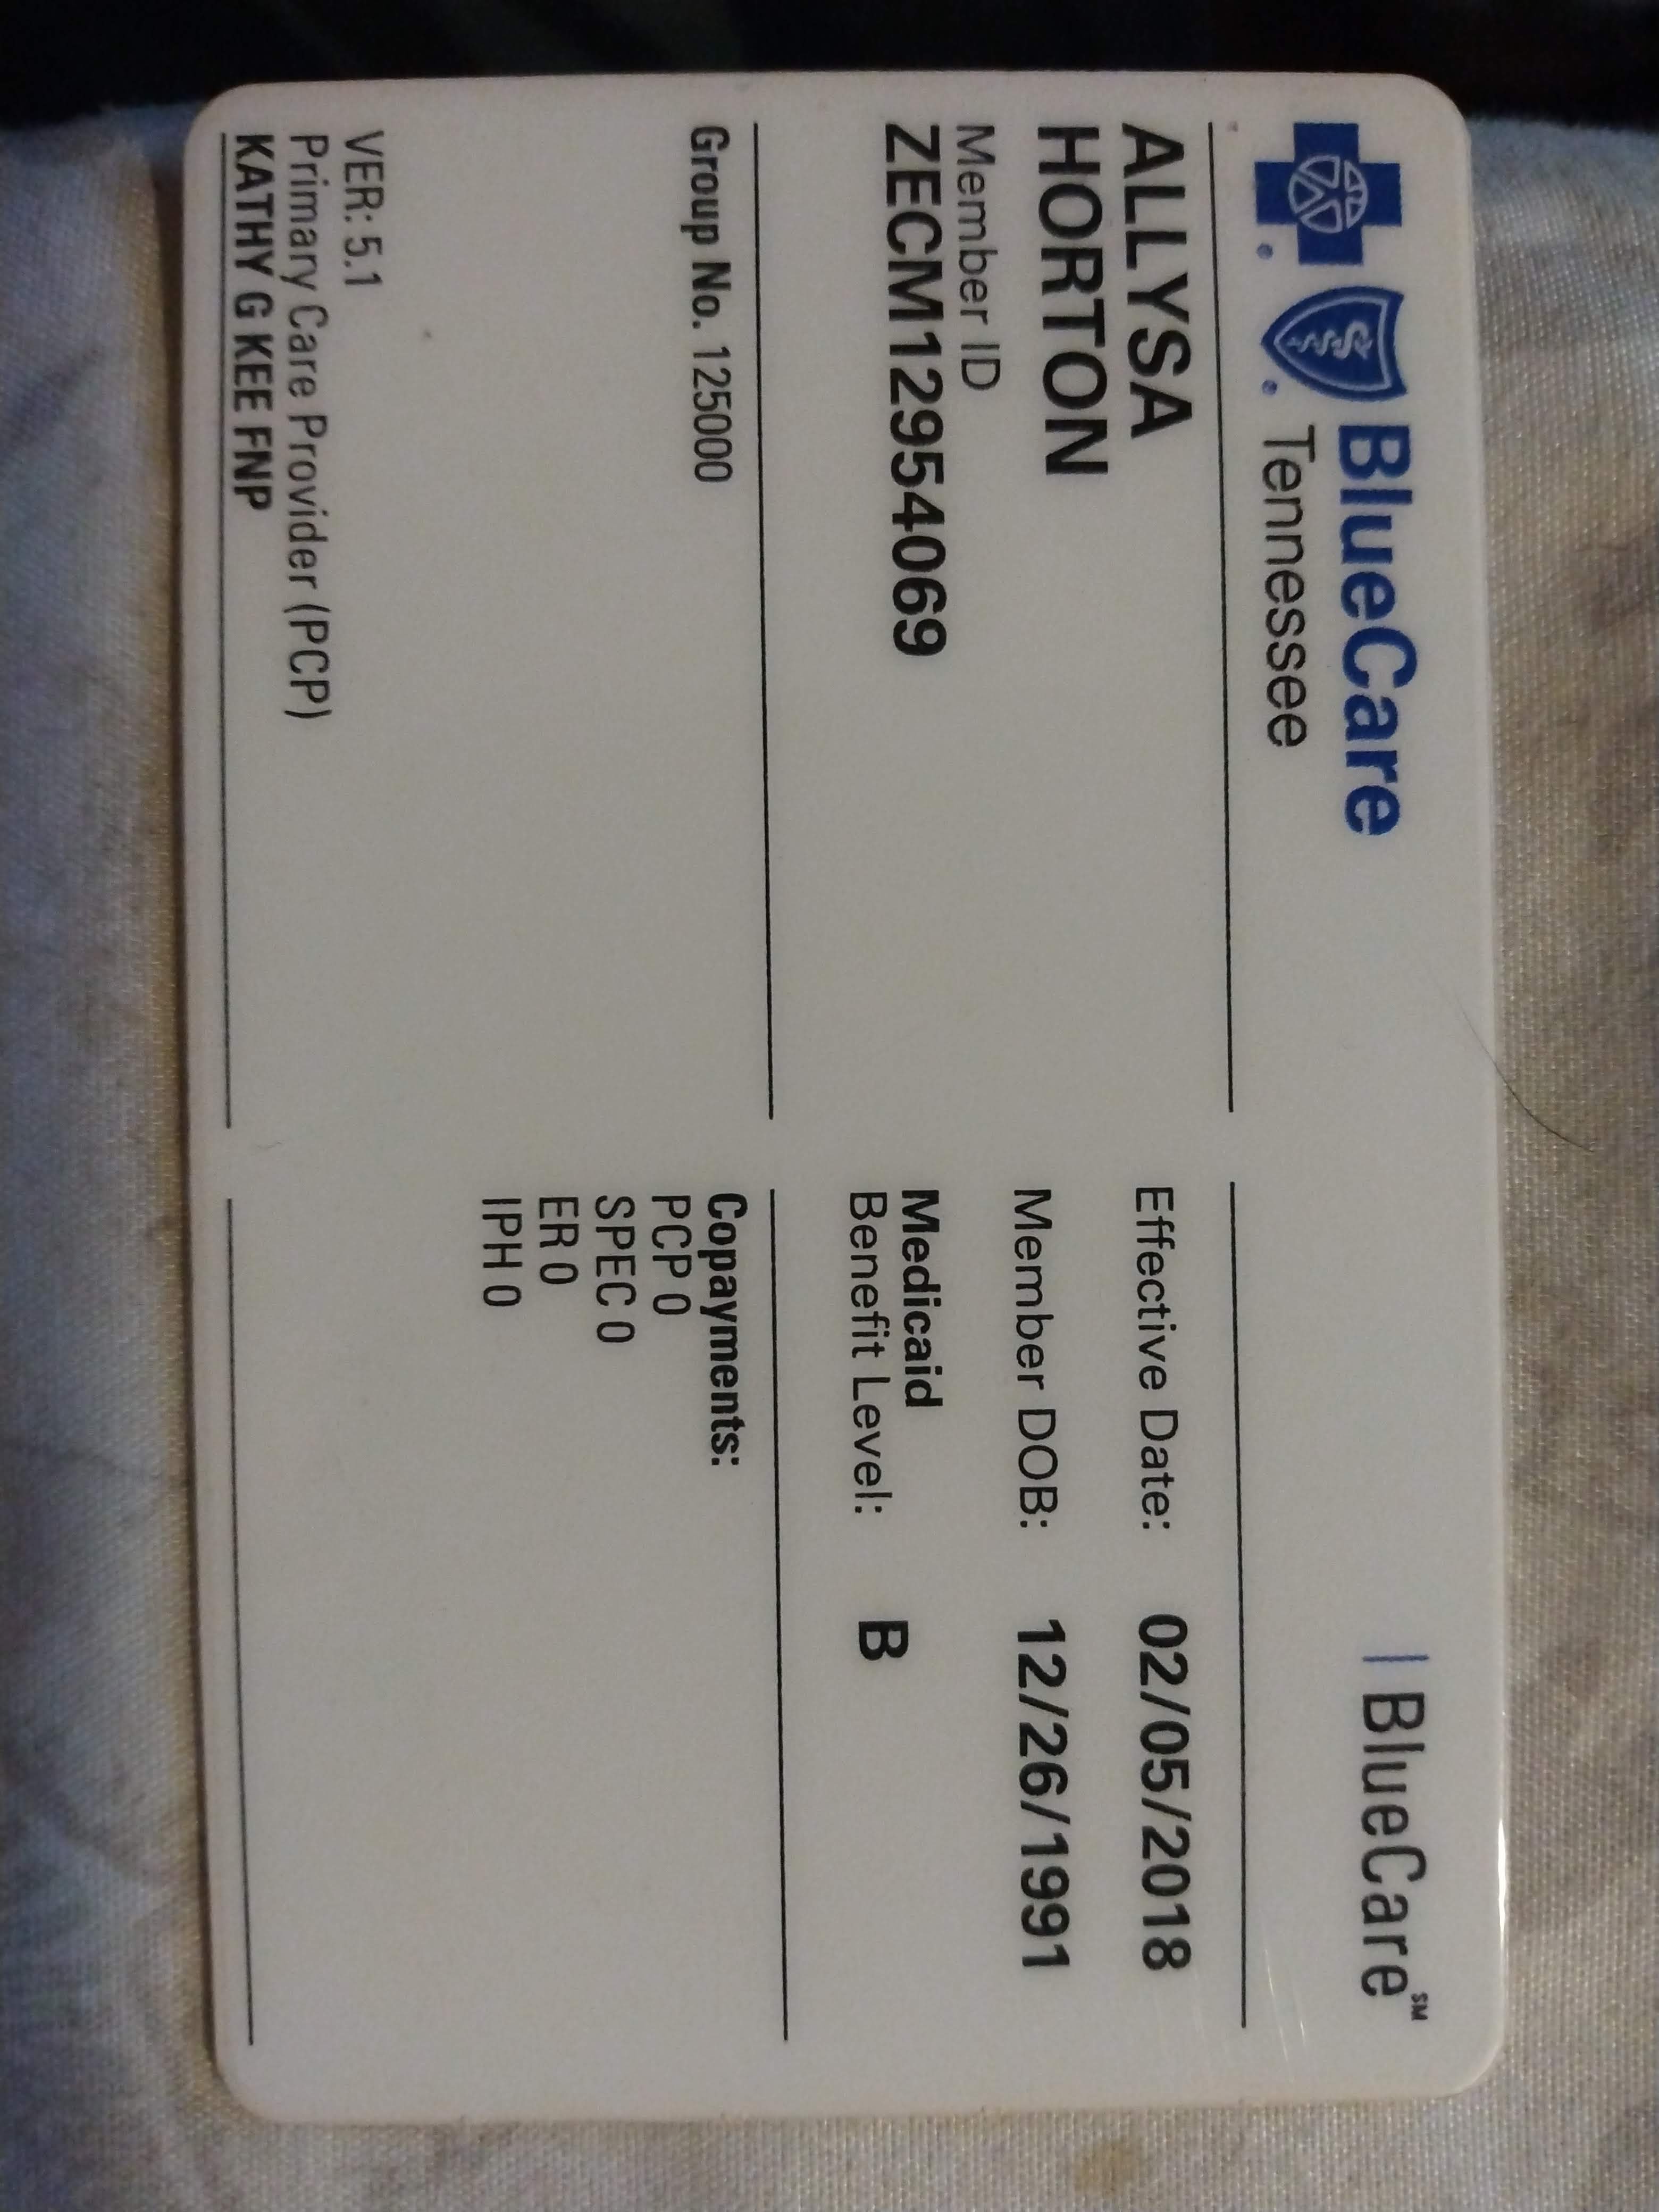 BlueCare
Tennessee
| BlueCare℠
ALLYSA
HORTON
Member ID
ZECM12954069
Effective Date: 02/05/2018
Member DOB: 12/26/1991
Medicaid
Benefit Level: B
Group No. 125000
Copayments:
PCP 0
SPEC 0
ER 0
IPH 0
VER: 5.1
Primary Care Provider (PCP)
KATHY G KEE FNP